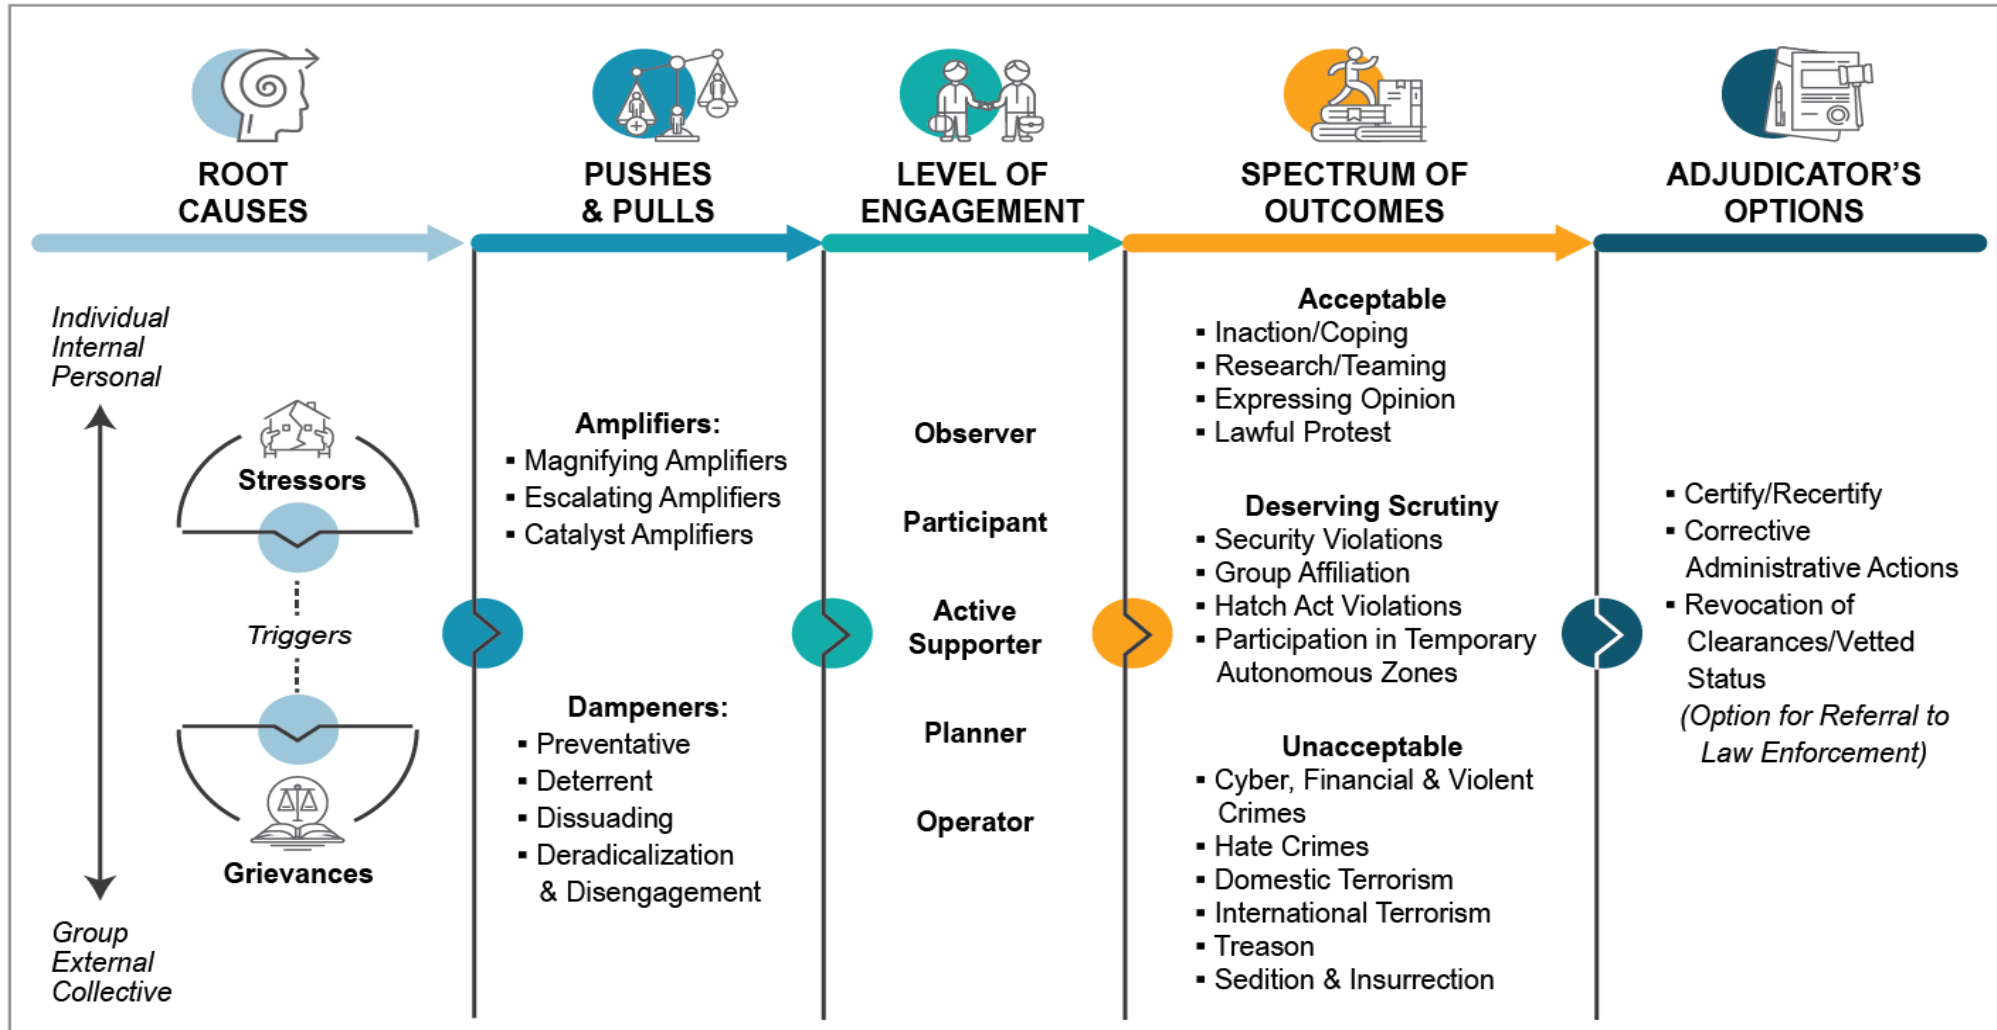 ROOT
CAUSES
Individual
Internal
Personal
Stressors
Triggers
Grievances
Group
External
Collective
PUSHES
& PULLS
Amplifiers:
▪ Magnifying Amplifiers
▪ Escalating Amplifiers
▪ Catalyst Amplifiers
Dampeners:
▪ Preventative
▪ Deterrent
▪ Dissuading
▪ Deradicalization
& Disengagement
LEVEL OF
ENGAGEMENT
Observer
Participant
Active
Supporter
Planner
Operator
SPECTRUM OF
OUTCOMES
Acceptable
▪ Inaction/Coping
▪ Research/Teaming
▪ Expressing Opinion
▪ Lawful Protest
Deserving Scrutiny
▪ Security Violations
▪ Group Affiliation
▪ Hatch Act Violations
▪ Participation in Temporary
Autonomous Zones
Unacceptable
▪ Cyber, Financial & Violent
Crimes
▪ Hate Crimes
▪ Domestic Terrorism
▪ International Terrorism
▪ Treason
▪ Sedition & Insurrection
ADJUDICATOR’S
OPTIONS
▪ Certify/Recertify
▪ Corrective
Administrative Actions
▪ Revocation of
Clearances/Vetted
Status
(Option for Referral to
Law Enforcement)